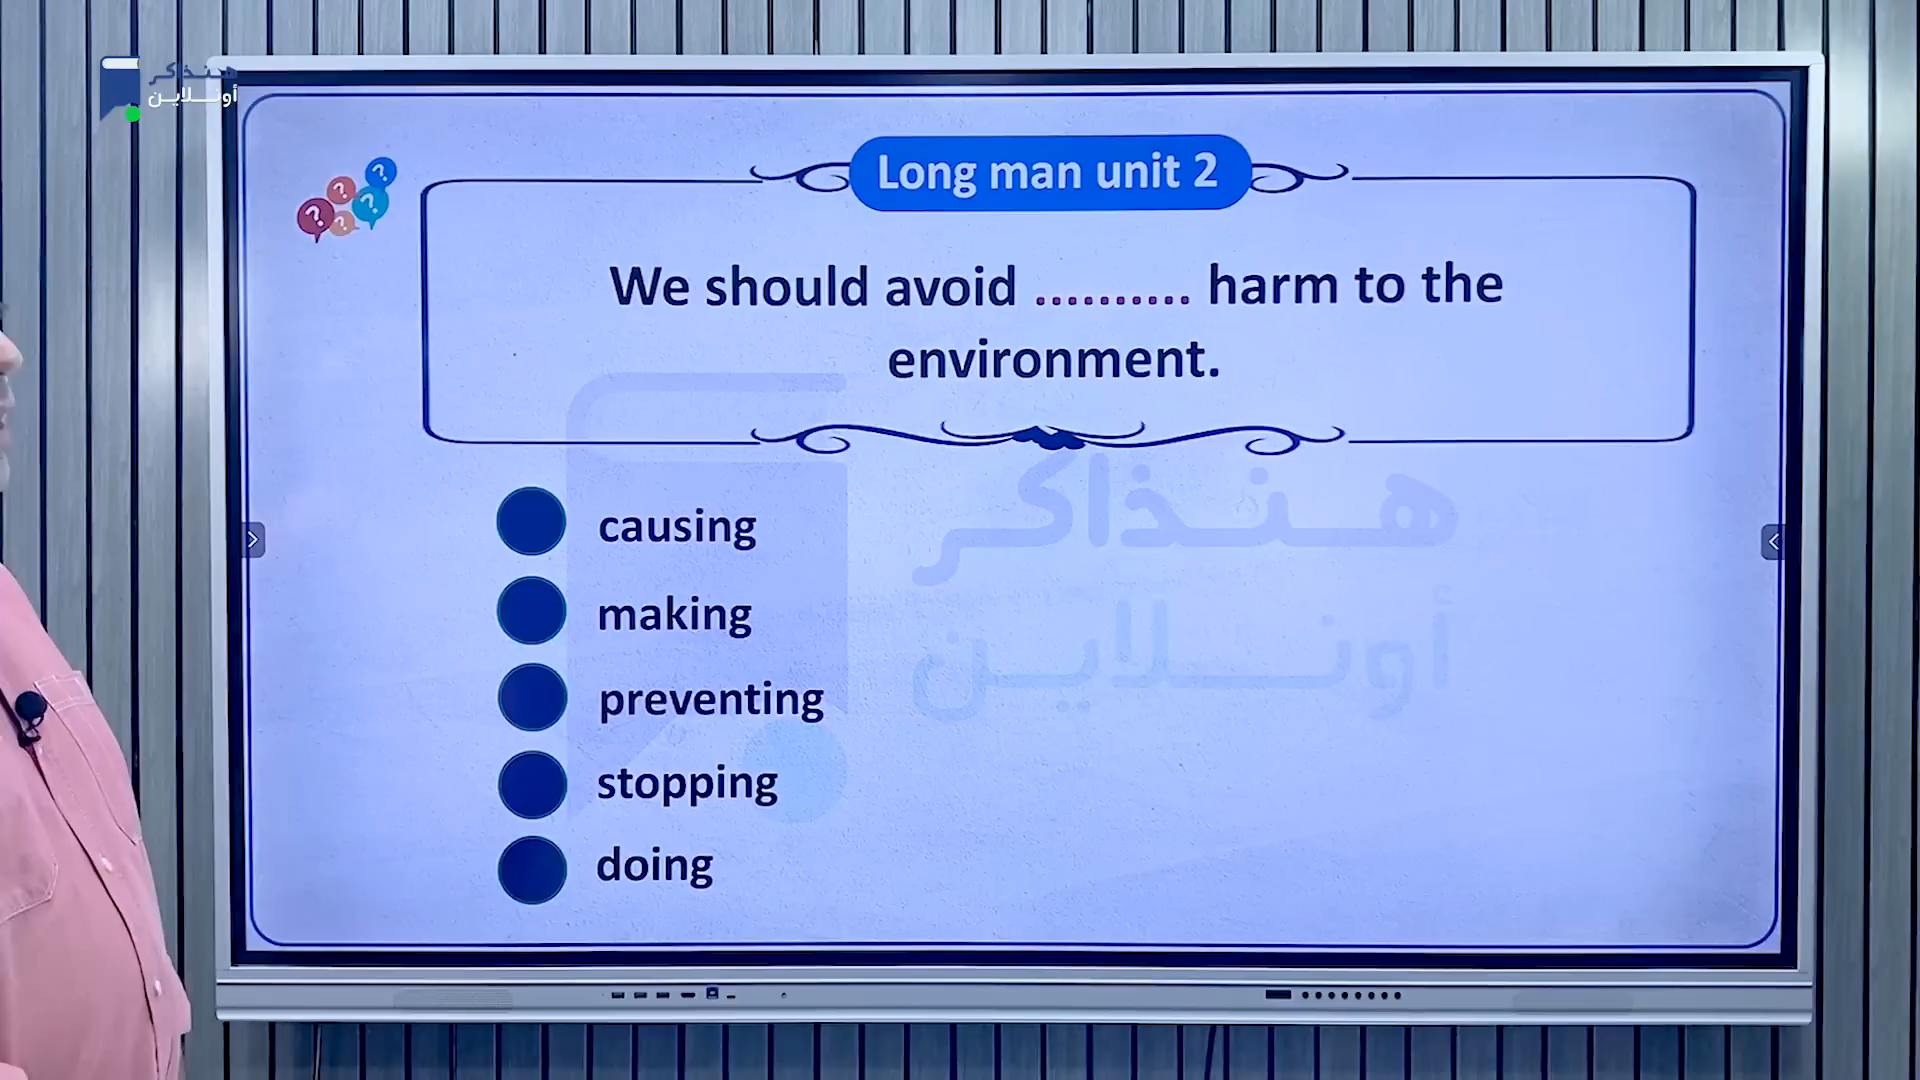 هنذاكر
أونلاين
Long man unit 2
We should avoid .......... harm to the
environment.
هنذاكر
أونلاين
causing
making
preventing
stopping
doing